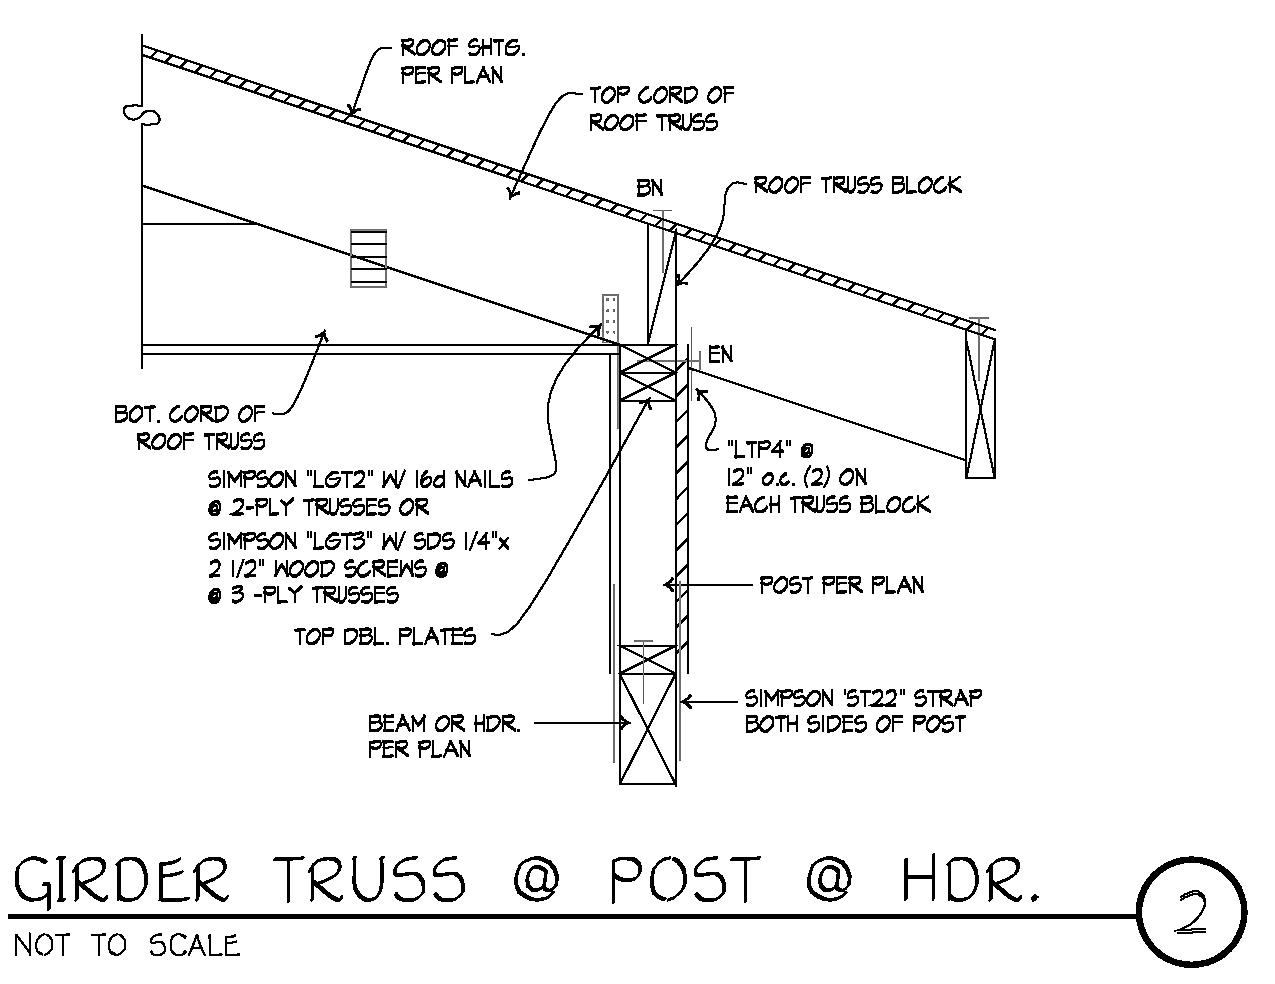 ROOF SHTG.
PER PLAN
TOP CORD OF
ROOF TRUSS
BN
ROOF TRUSS BLOCK
EN
BOT. CORD OF
ROOF TRUSS
"LTP4" @
12" o.c. (2) ON
EACH TRUSS BLOCK
SIMPSON "LGT2" W/ 16d NAILS
@ 2-PLY TRUSSES OR
SIMPSON "LGT3" W/ SDS 1/4"x
2 1/2" WOOD SCREWS @
@ 3 -PLY TRUSSES
POST PER PLAN
TOP DBL. PLATES
SIMPSON 'ST22" STRAP
BOTH SIDES OF POST
BEAM OR HDR.
PER PLAN
GIRDER TRUSS @ POST @ HDR.
2
NOT TO SCALE